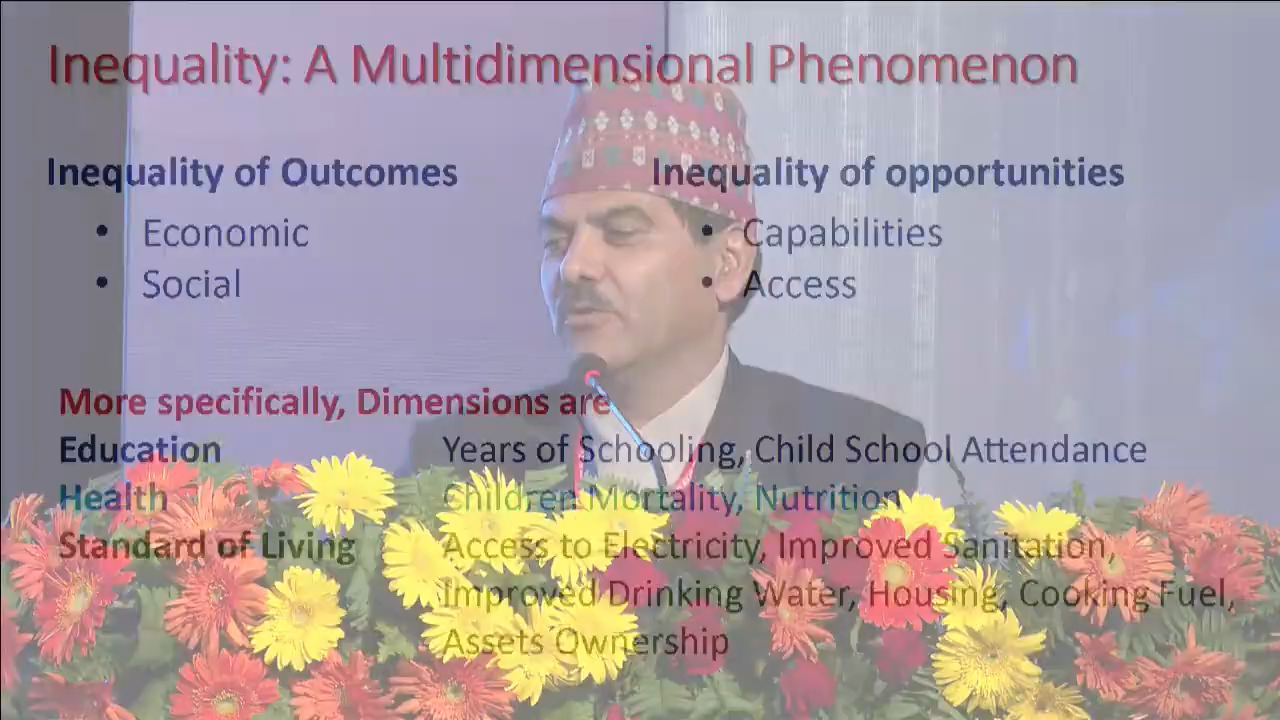 Inequality: A Multidimensional Phenomenon
Inequality of Outcomes
• Economic
• Social
Inequality of opportunities
• Capabilities
• Access
More specifically, Dimensions are
Education Years of Schooling, Child School Attendance
Health Children Mortality, Nutrition
Standard of Living Access to Electricity, Improved Sanitation,
Improved Drinking Water, Housing, Cooking Fuel,
Assets Ownership